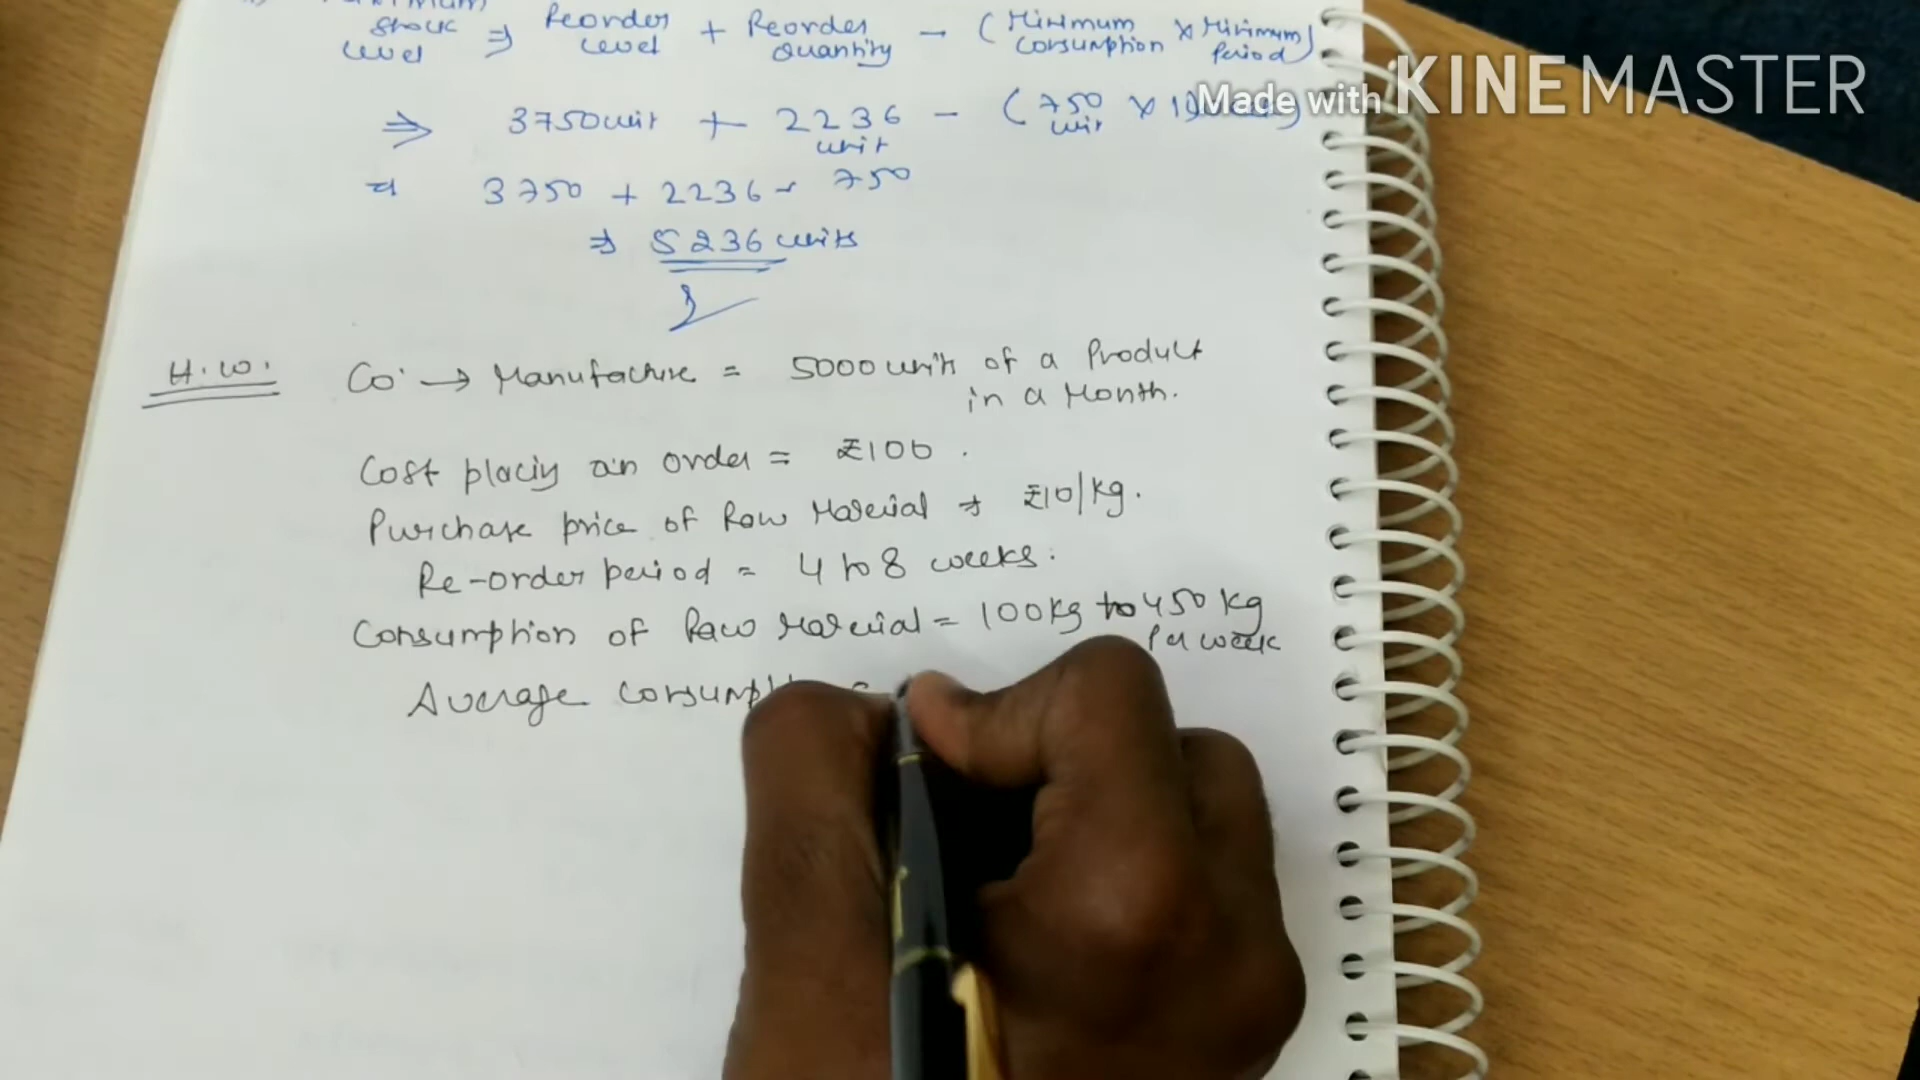 stock level ⇒ Reorder level + Reorder Quantity - (Minimum consumption × Minimum Period)
Made with KINEMASTER
⇒ 3750 unit + 2236 unit - (750 unit × 1
⇒ 3750 + 2236 - 750
⇒ 5236 units
H.W. Co. → Manufacture = 5000 units of a Product
in a Month.
Cost placing an order = ₹100.
Purchase price of Raw Material ⇒ ₹10/kg.
Re-order period = 4 to 8 weeks.
Consumption of Raw Material = 100kg to 450 kg
Per week
Average